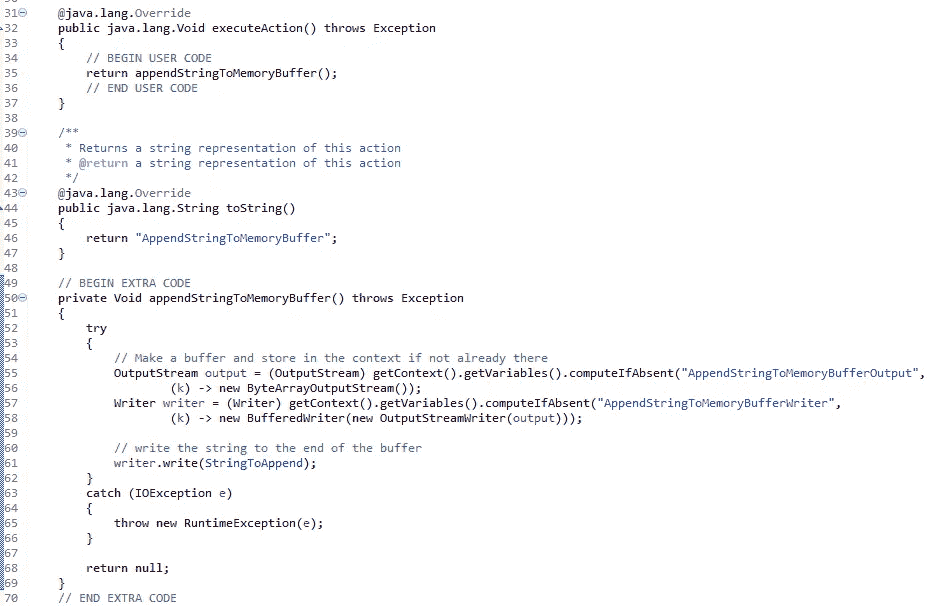 31 @java.lang.Override
32 public java.lang.Void executeAction() throws Exception
33 {
34 // BEGIN USER CODE
35 return appendStringToMemoryBuffer();
36 // END USER CODE
37 }
38
39 /**
40 * Returns a string representation of this action
41 * @return a string representation of this action
42 */
43 @java.lang.Override
44 public java.lang.String toString()
45 {
46 return "AppendStringToMemoryBuffer";
47 }
48
49 // BEGIN EXTRA CODE
50 private Void appendStringToMemoryBuffer() throws Exception
51 {
52 try
53 {
54 // Make a buffer and store in the context if not already there
55 OutputStream output = (OutputStream) getContext().getVariables().computeIfAbsent("AppendStringToMemoryBufferOutput",
56 (k) -> new ByteArrayOutputStream());
57 Writer writer = (Writer) getContext().getVariables().computeIfAbsent("AppendStringToMemoryBufferWriter",
58 (k) -> new BufferedWriter(new OutputStreamWriter(output)));
59
60 // write the string to the end of the buffer
61 writer.write(StringToAppend);
62 }
63 catch (IOException e)
64 {
65 throw new RuntimeException(e);
66 }
67
68 return null;
69 }
70 // END EXTRA CODE